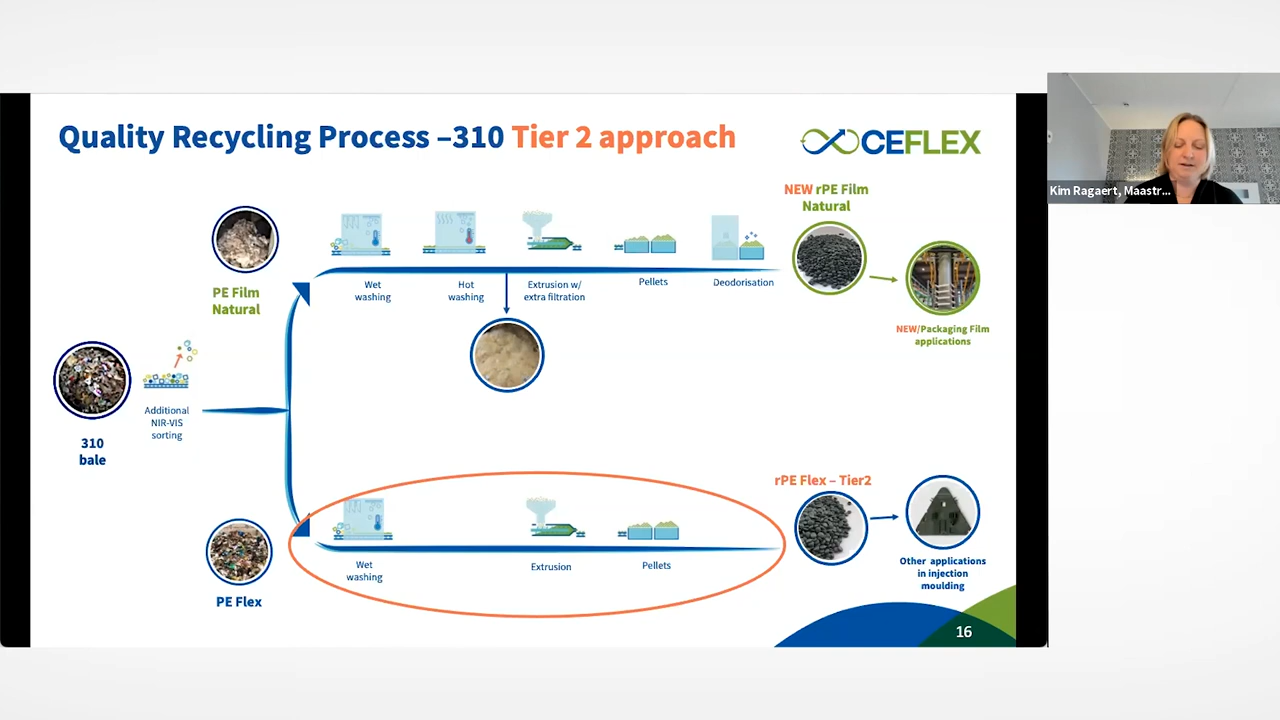 Quality Recycling Process –310 Tier 2 approach
CEFLEX
Kim Ragaert, Maastr...
NEW rPE Film
Natural
PE Film
Natural
Wet
washing
Hot
washing
Extrusion w/
extra filtration
Pellets
Deodorisation
NEW/Packaging Film
applications
Additional
NIR-VIS
sorting
310
bale
rPE Flex – Tier2
Wet
washing
Extrusion
Pellets
Other applications
in injection
moulding
PE Flex
16